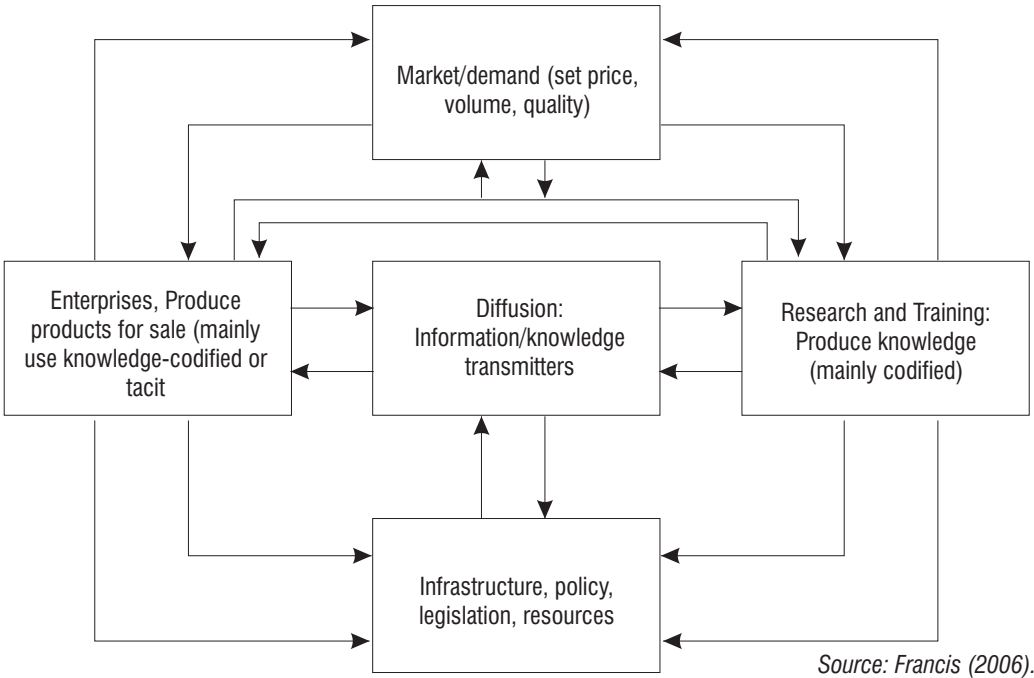 Market/demand (set price,
volume, quality)
Enterprises, Produce
products for sale (mainly
use knowledge-codified or
tacit
Diffusion:
Information/knowledge
transmitters
Research and Training:
Produce knowledge
(mainly codified)
Infrastructure, policy,
legislation, resources
Source: Francis (2006).